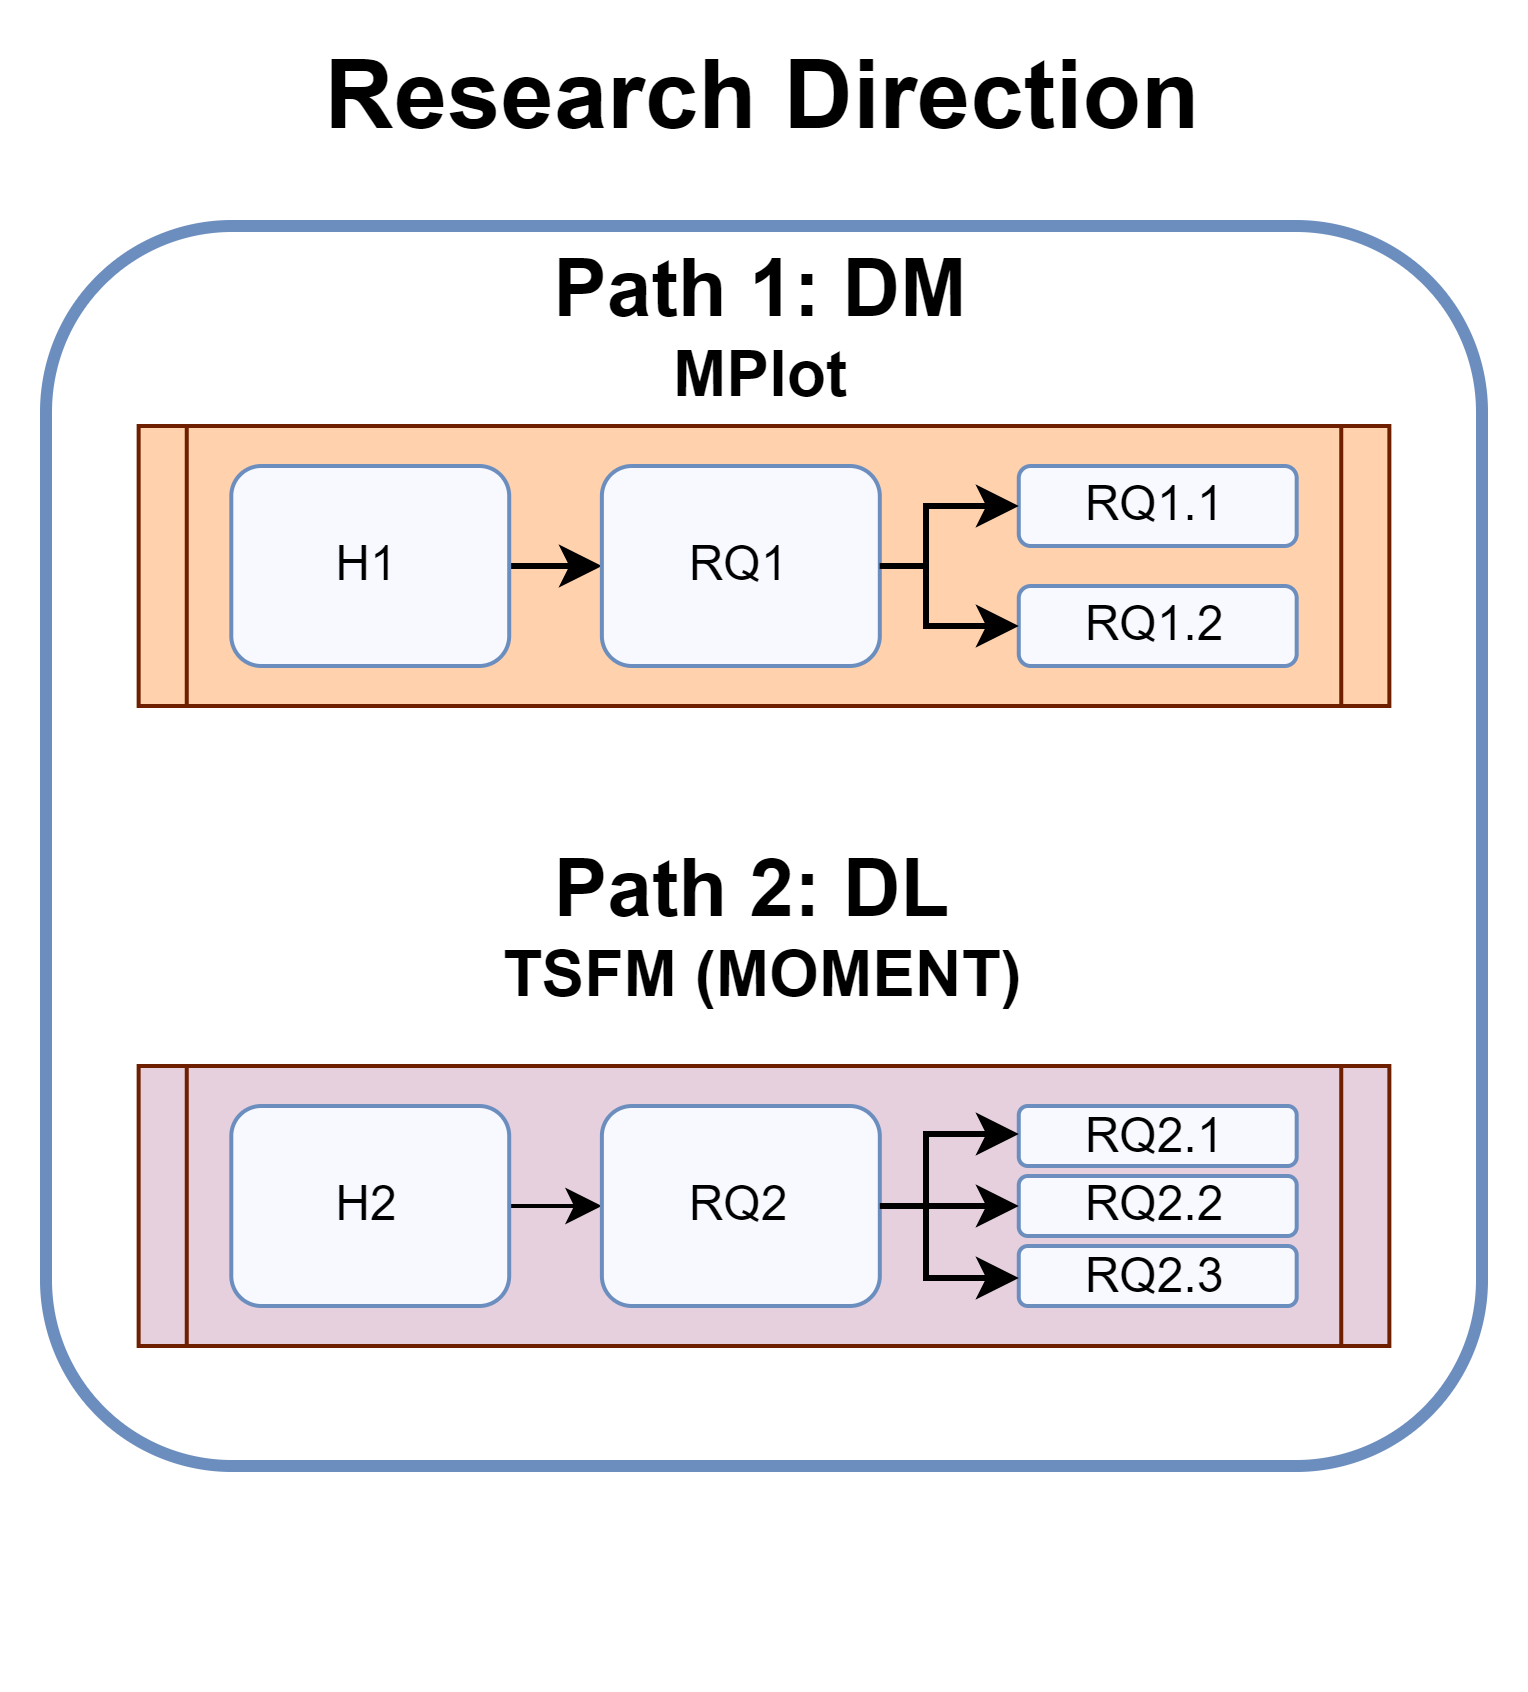 Research Direction
Path 1: DM
MPlot
H1
RQ1
RQ1.1
RQ1.2
Path 2: DL
TSFM (MOMENT)
H2
RQ2
RQ2.1
RQ2.2
RQ2.3